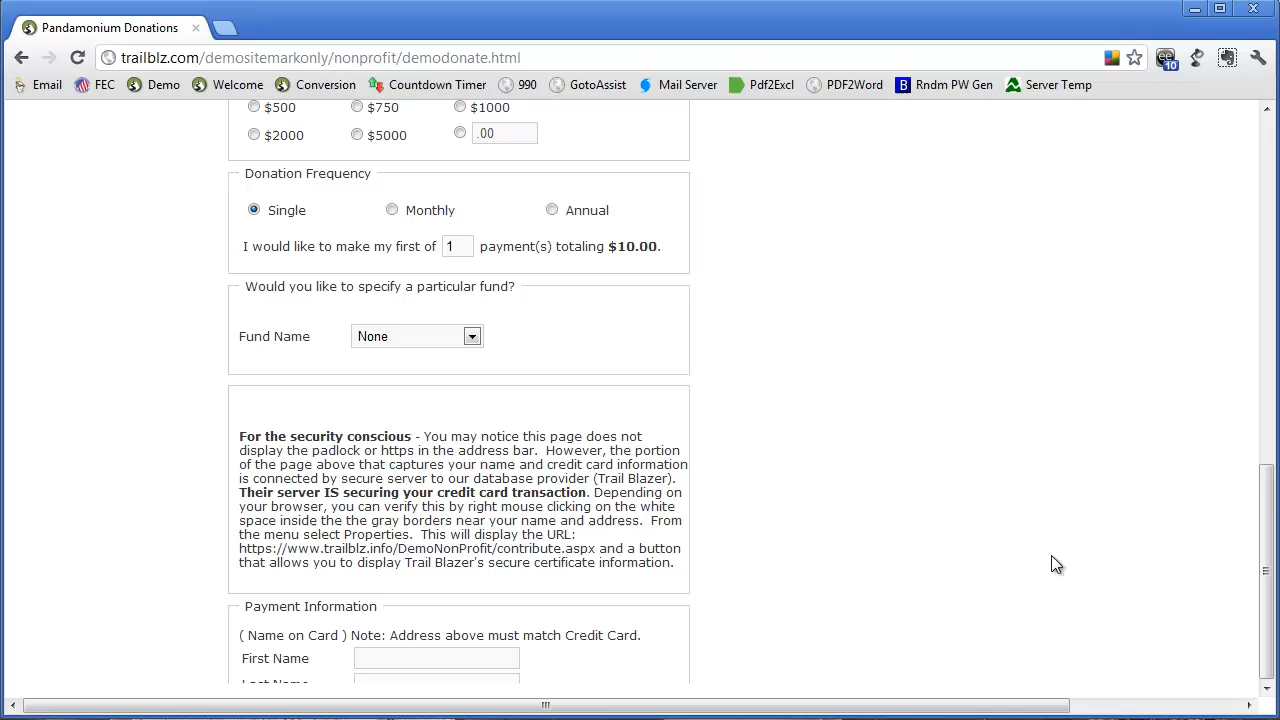 Pandamonium Donations
trailblz.com/demositemarkonly/nonprofit/demodonate.html
10
Email FEC Demo Welcome Conversion Countdown Timer 990 GotoAssist Mail Server Pdf2Excl PDF2Word B Rndm PW Gen Server Temp
$500 $750 $1000
$2000 $5000 .00
Donation Frequency
Single Monthly Annual
I would like to make my first of 1 payment(s) totaling $10.00.
Would you like to specify a particular fund?
Fund Name None
For the security conscious - You may notice this page does not
display the padlock or https in the address bar. However, the portion
of the page above that captures your name and credit card information
is connected by secure server to our database provider (Trail Blazer).
Their server IS securing your credit card transaction. Depending on
your browser, you can verify this by right mouse clicking on the white
space inside the the gray borders near your name and address. From
the menu select Properties. This will display the URL:
https://www.trailblz.info/DemoNonProfit/contribute.aspx and a button
that allows you to display Trail Blazer's secure certificate information.
Payment Information
( Name on Card ) Note: Address above must match Credit Card.
First Name
Last Name